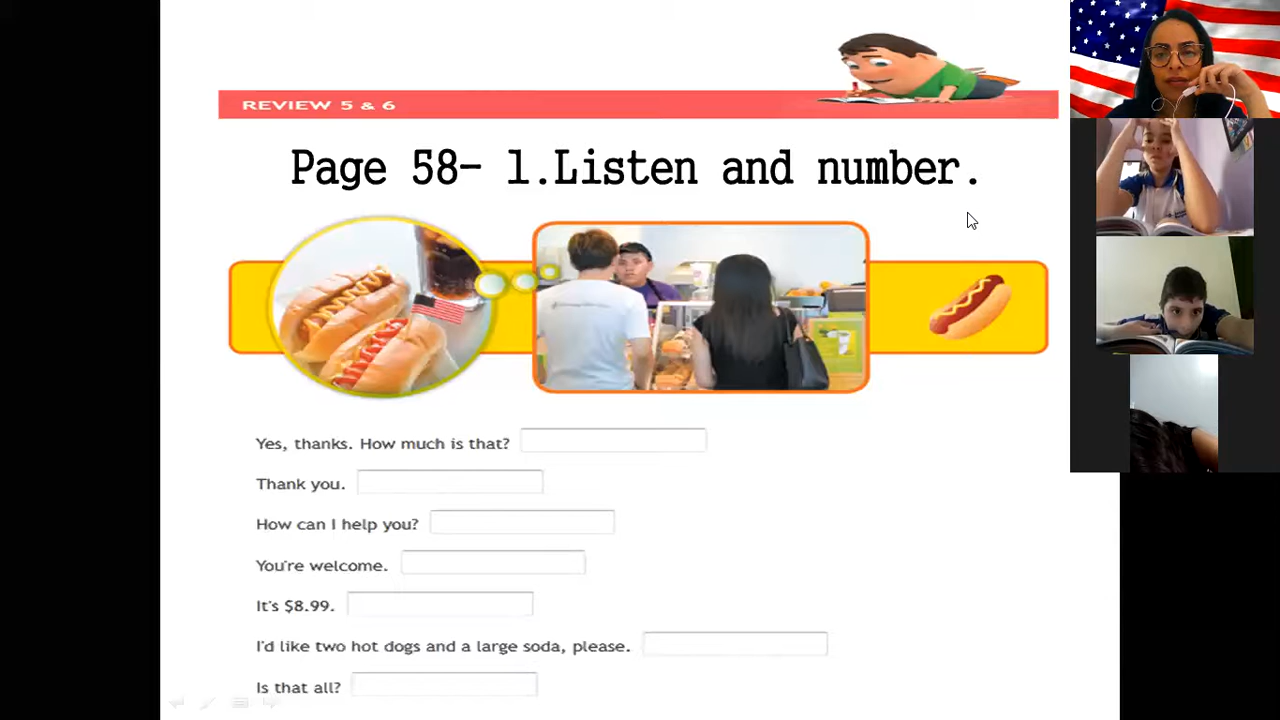 REVIEW 5 & 6
Page 58- 1.Listen and number.
Yes, thanks. How much is that?
Thank you.
How can I help you?
You're welcome.
It's $8.99.
I'd like two hot dogs and a large soda, please.
Is that all?